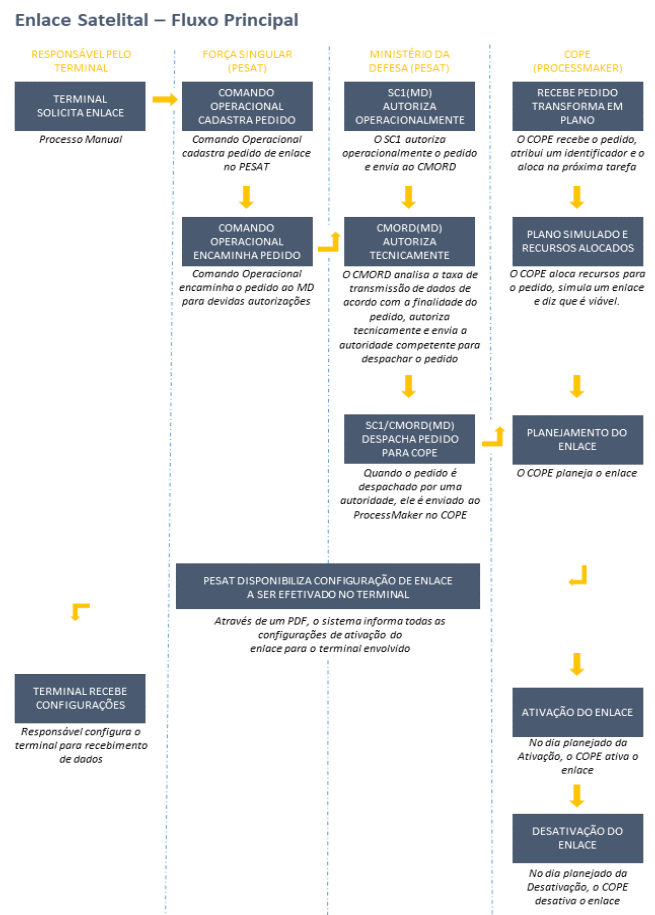 Enlace Satelital – Fluxo Principal
RESPONSÁVEL PELO
TERMINAL
FORÇA SINGULAR
(PESAT)
MINISTÉRIO DA
DEFESA (PESAT)
COPE
(PROCESSMAKER)
TERMINAL
SOLICITA ENLACE
Processo Manual
COMANDO
OPERACIONAL
CADASTRA PEDIDO
Comando Operacional
cadastra pedido de enlace
no PESAT
SC1(MD)
AUTORIZA
OPERACIONALMENTE
O SC1 autoriza
operacionalmente o pedido
e envia ao CMORD
RECEBE PEDIDO
TRANSFORMA EM
PLANO
O COPE recebe o pedido,
atribui um identificador e o
aloca na próxima tarefa
COMANDO
OPERACIONAL
ENCAMINHA PEDIDO
Comando Operacional
encaminha o pedido ao MD
para devidas autorizações
CMORD(MD)
AUTORIZA
TECNICAMENTE
O CMORD analisa a taxa de
transmissão de dados de
acordo com a finalidade do
pedido, autoriza
tecnicamente e envia a
autoridade competente para
despachar o pedido
PLANO SIMULADO E
RECURSOS ALOCADOS
O COPE aloca recursos para
o pedido, simula um enlace
e diz que é viável.
SC1/CMORD(MD)
DESPACHA PEDIDO
PARA COPE
Quando o pedido é
despachado por uma
autoridade, ele é enviado ao
ProcessMaker no COPE
PLANEJAMENTO DO
ENLACE
O COPE planeja o enlace
PESAT DISPONIBILIZA CONFIGURAÇÃO DE ENLACE
A SER EFETIVADO NO TERMINAL
Através de um PDF, o sistema informa todas as
configurações de ativação do
enlace para o terminal envolvido
TERMINAL RECEBE
CONFIGURAÇÕES
Responsável configura o
terminal para recebimento
de dados
ATIVAÇÃO DO ENLACE
No dia planejado da
Ativação, o COPE ativa o
enlace
DESATIVAÇÃO DO
ENLACE
No dia planejado da
Desativação, o COPE
desativa o enlace